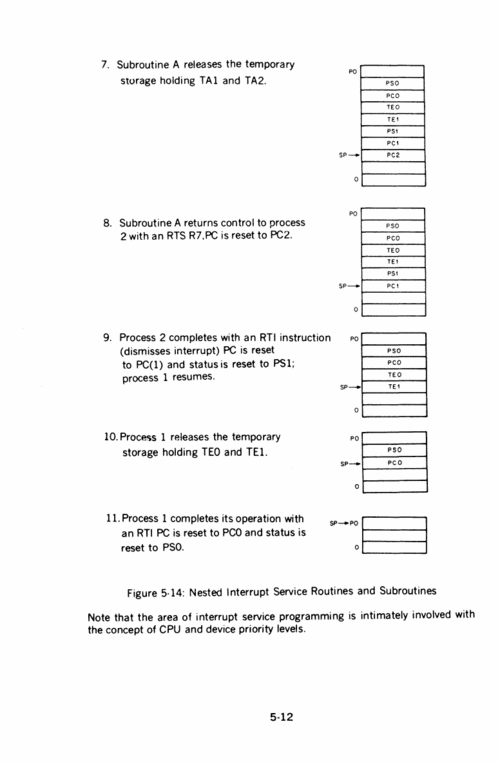 7. Subroutine A releases the temporary
storage holding TA1 and TA2.
PO
PS0
PC0
TE0
TE1
PS1
PC1
SP→ PC2
0
8. Subroutine A returns control to process
2 with an RTS R7,PC is reset to PC2.
PO
PS0
PC0
TE0
TE1
PS1
SP→ PC1
0
9. Process 2 completes with an RTI instruction
(dismisses interrupt) PC is reset
to PC(1) and status is reset to PS1;
process 1 resumes.
PO
PS0
PC0
TE0
SP→ TE1
0
10. Process 1 releases the temporary
storage holding TE0 and TE1.
PO
PS0
SP→ PC0
0
11. Process 1 completes its operation with
an RTI PC is reset to PC0 and status is
reset to PS0.
SP→PO
0
Figure 5-14: Nested Interrupt Service Routines and Subroutines
Note that the area of interrupt service programming is intimately involved with
the concept of CPU and device priority levels.
5-12